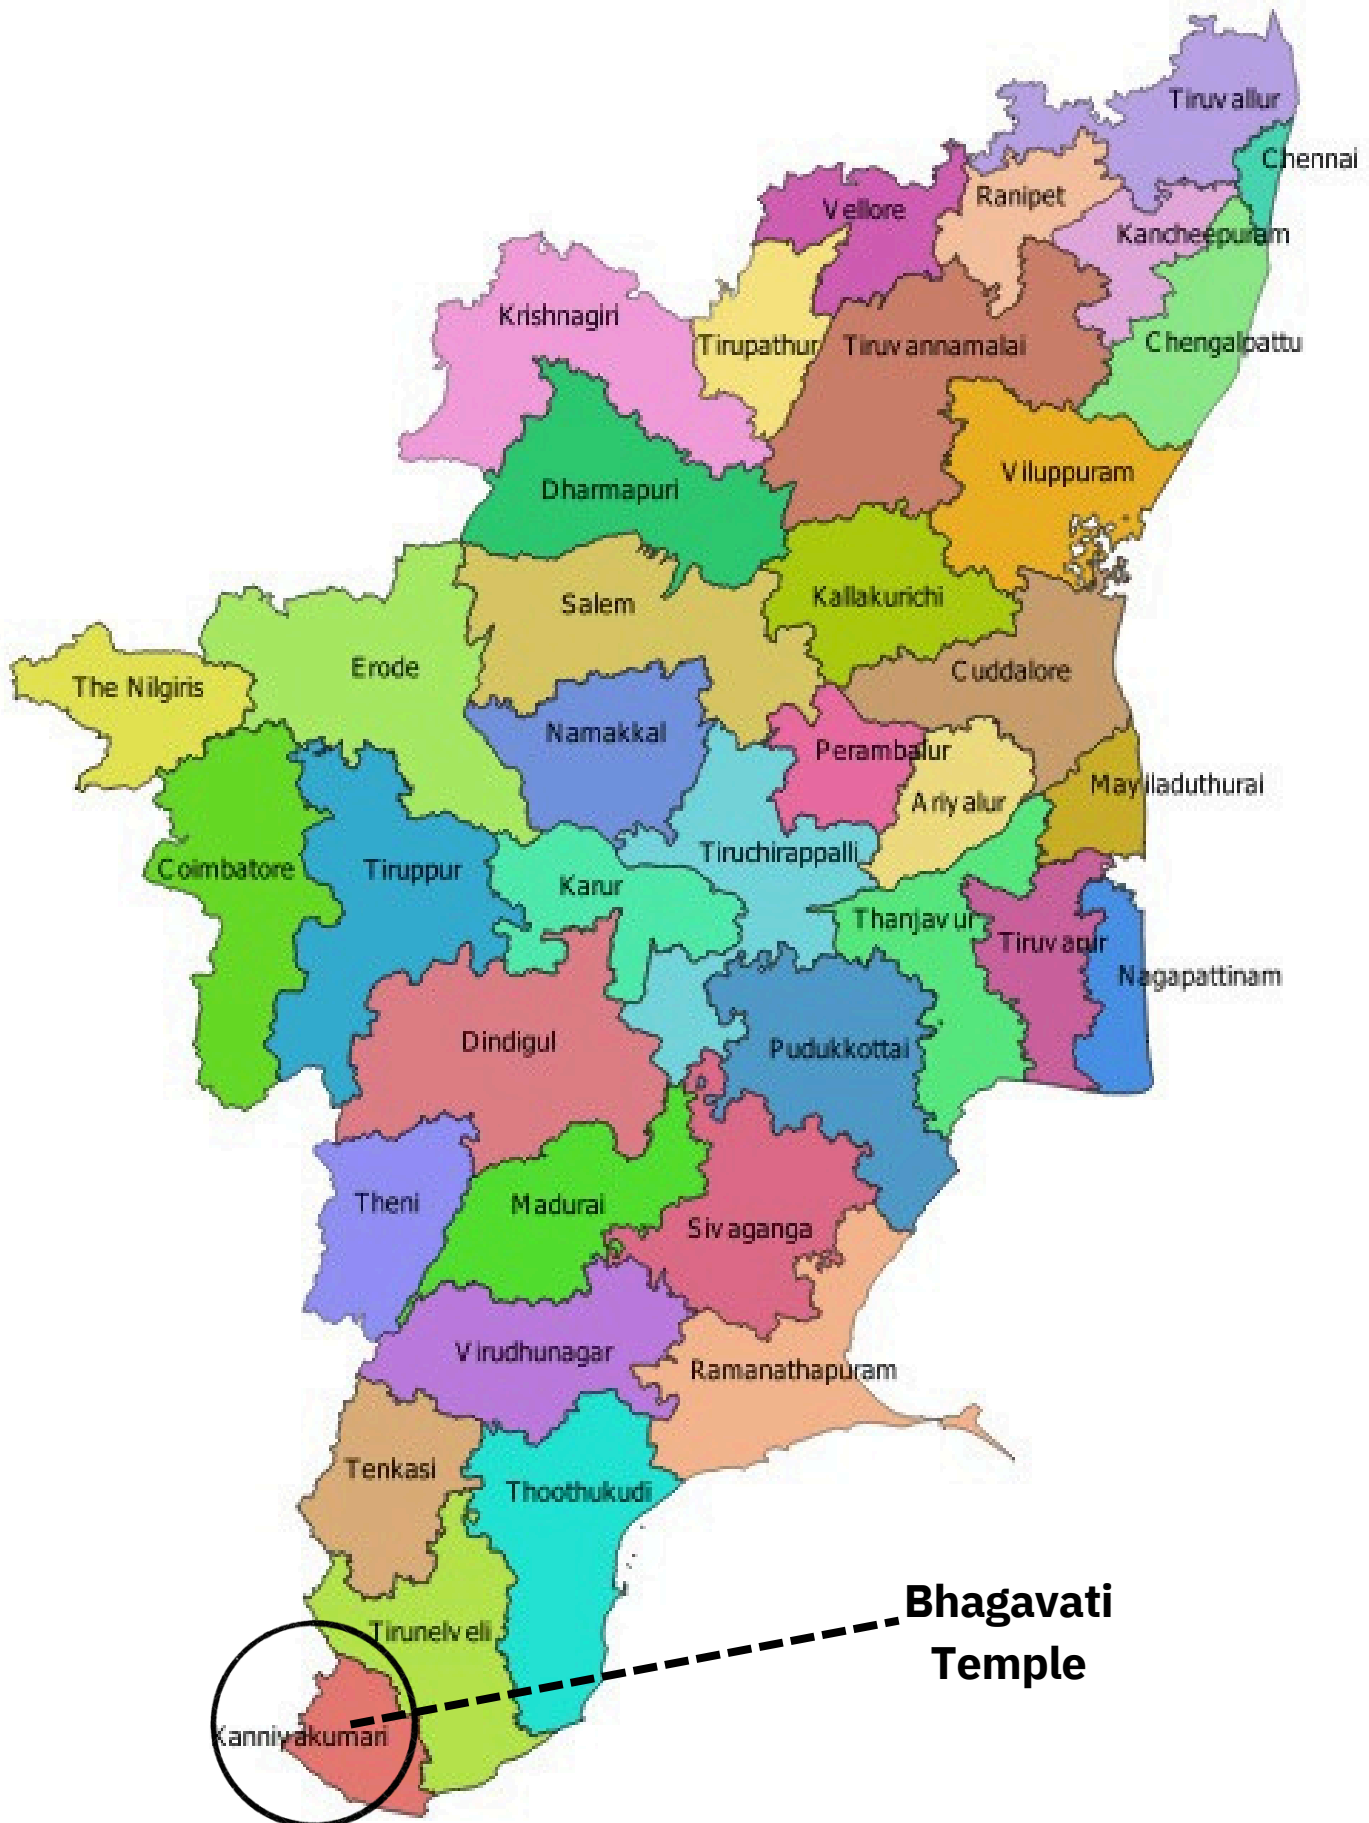 Tiruvallur
Chennai
Ranipet
Vellore
Kancheepuram
Krishnagiri
Tirupathur
Tiruvannamalai
Chengalpattu
Viluppuram
Dharmapuri
Kallakurichi
Salem
Erode
Cuddalore
The Nilgiris
Namakkal
Perambalur
Mayiladuthurai
Ariyalur
Tiruchirappalli
Coimbatore
Tiruppur
Karur
Thanjavur
Tiruvarur
Nagapattinam
Dindigul
Pudukkottai
Theni
Madurai
Sivaganga
Virudhunagar
Ramanathapuram
Tenkasi
Thoothukudi
Bhagavati
Temple
Tirunelveli
Kanniyakumari